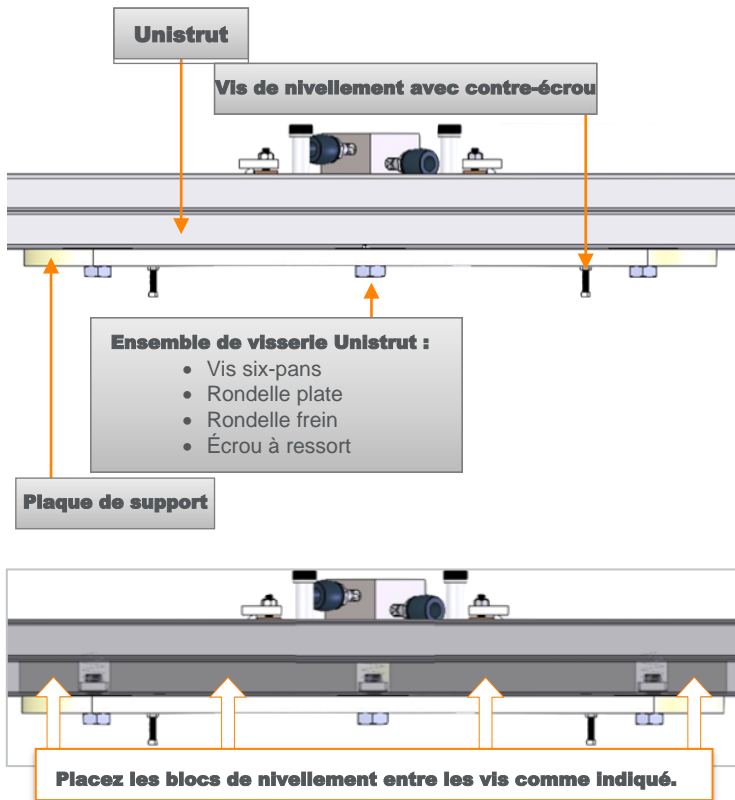 Unistrut
Vis de nivellement avec contre-écrou
Ensemble de visserie Unistrut :
• Vis six-pans
• Rondelle plate
• Rondelle frein
• Écrou à ressort
Plaque de support
Placez les blocs de nivellement entre les vis comme indiqué.